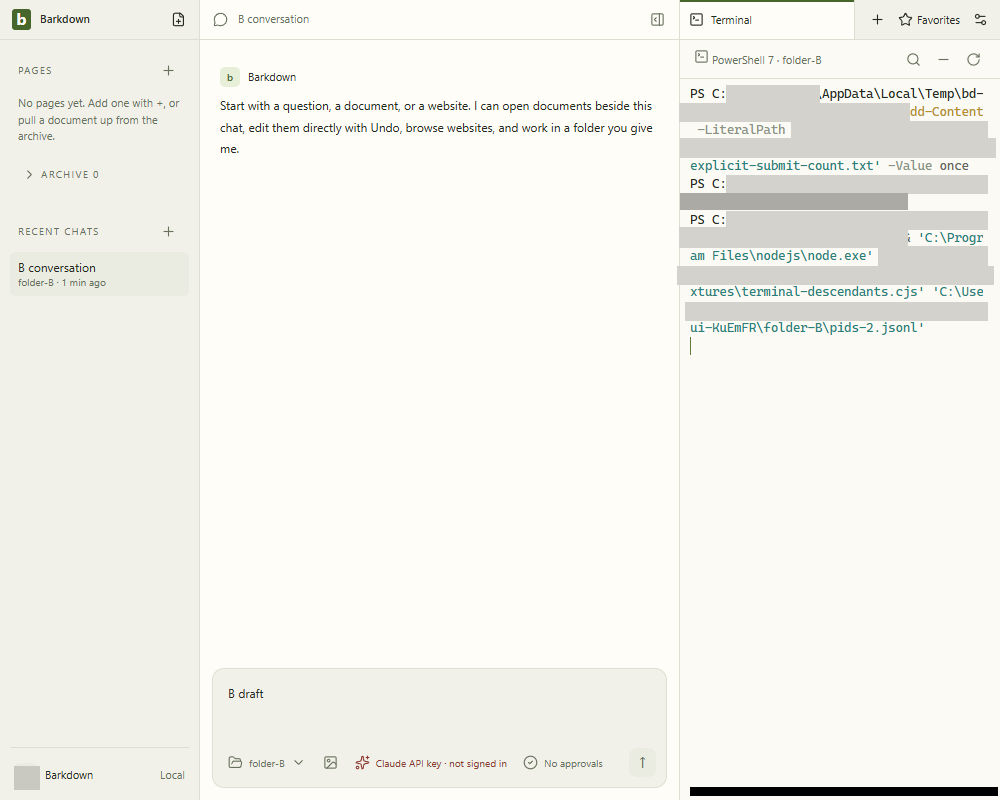 b Barkdown
PAGES
No pages yet. Add one with +, or
pull a document up from the
archive.
ARCHIVE 0
RECENT CHATS
B conversation
folder-B · 1 min ago
Barkdown
Local
B conversation
b Barkdown
Start with a question, a document, or a website. I can open documents beside this
chat, edit them directly with Undo, browse websites, and work in a folder you give
me.
B draft
folder-B
Claude API key · not signed in
No approvals
Terminal
Favorites
PowerShell 7 · folder-B
PS C:\AppData\Local\Temp\bd-
dd-Content
-LiteralPath
explicit-submit-count.txt' -Value once
PS C:
PS C:
& 'C:\Progr
am Files\nodejs\node.exe'
xtures\terminal-descendants.cjs' 'C:\Use
ui-KuEmFR\folder-B\pids-2.jsonl'